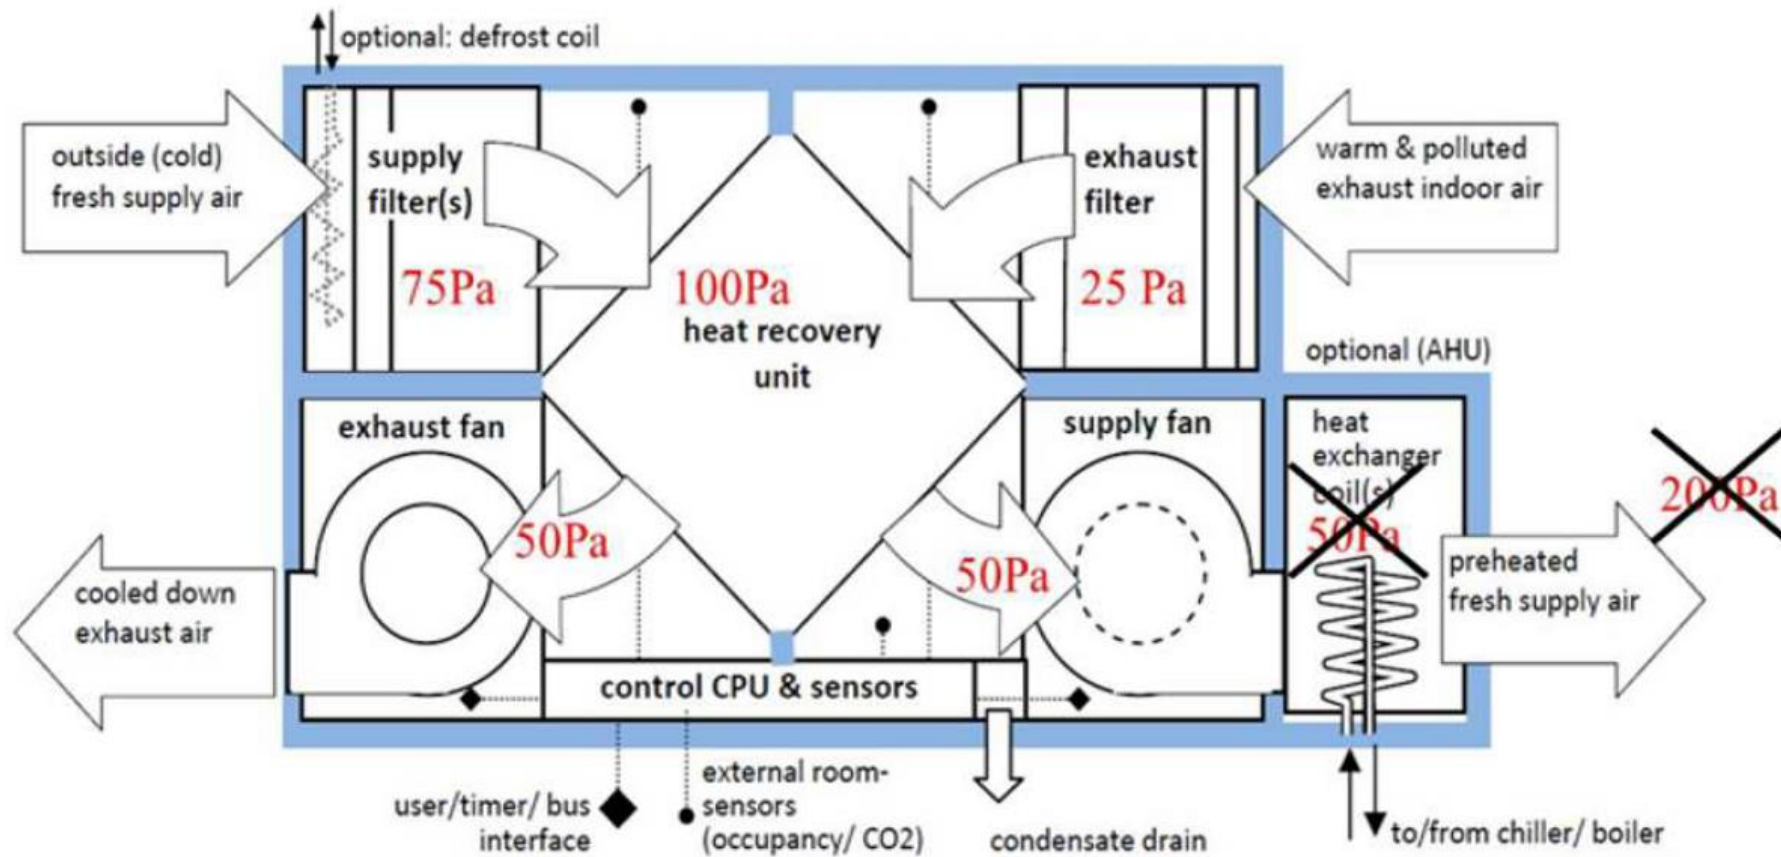 optional: defrost coil
outside (cold)
fresh supply air
supply
filter(s)
75Pa
100Pa
heat recovery
unit
exhaust
filter
25 Pa
warm & polluted
exhaust indoor air
optional (AHU)
exhaust fan
50Pa
supply fan
50Pa
heat
exchanger
coil(s)
50Pa
200Pa
cooled down
exhaust air
preheated
fresh supply air
control CPU & sensors
user/timer/ bus
interface
external room-
sensors
(occupancy/ CO2)
condensate drain
to/from chiller/ boiler